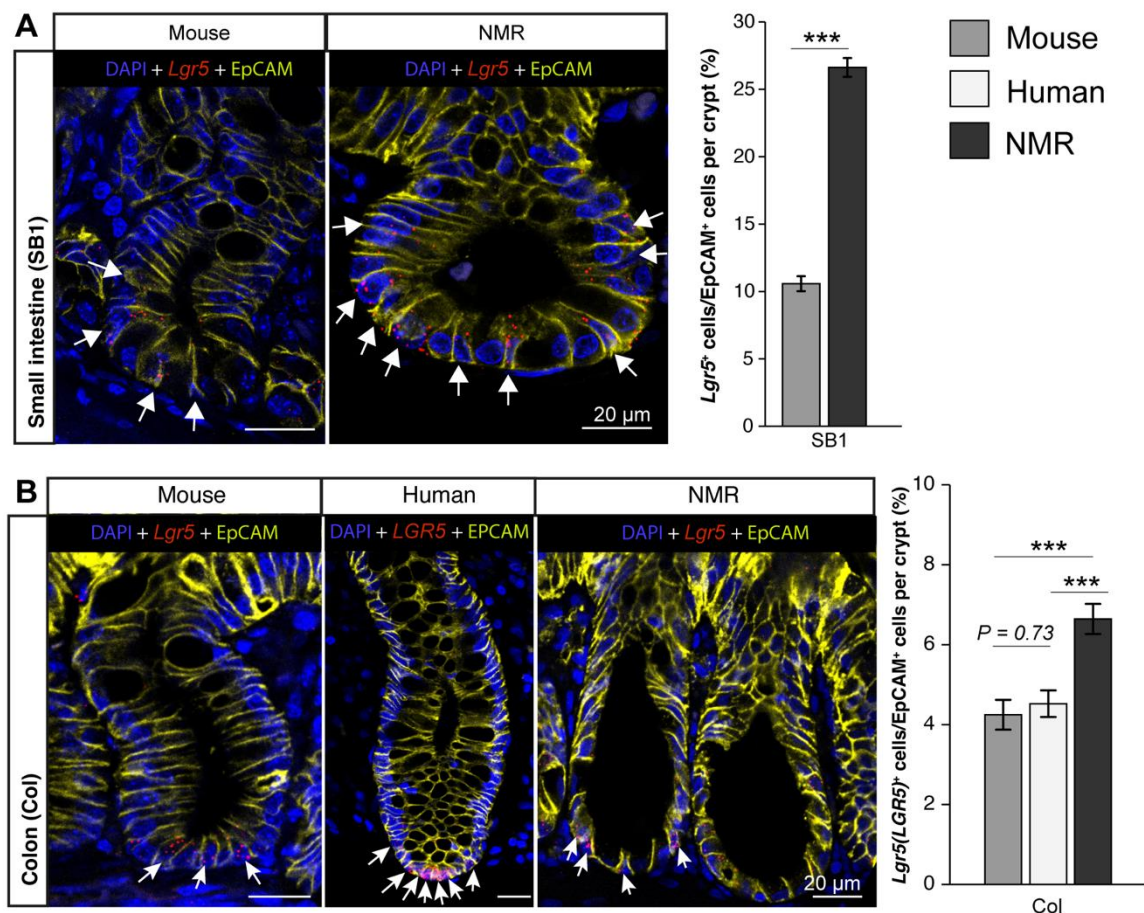 A
Mouse
NMR
DAPI + Lgr5 + EpCAM
DAPI + Lgr5 + EpCAM
Small intestine (SB1)
20 µm
***
Lgr5⁺ cells/EpCAM⁺ cells per crypt (%)
30
25
20
15
10
5
0
SB1
Mouse
Human
NMR
B
Mouse
Human
NMR
DAPI + Lgr5 + EpCAM
DAPI + LGR5 + EPCAM
DAPI + Lgr5 + EpCAM
Colon (Col)
20 µm
Lgr5(LGR5)⁺ cells/EpCAM⁺ cells per crypt (%)
10
8
6
4
2
0
***
***
P = 0.73
Col